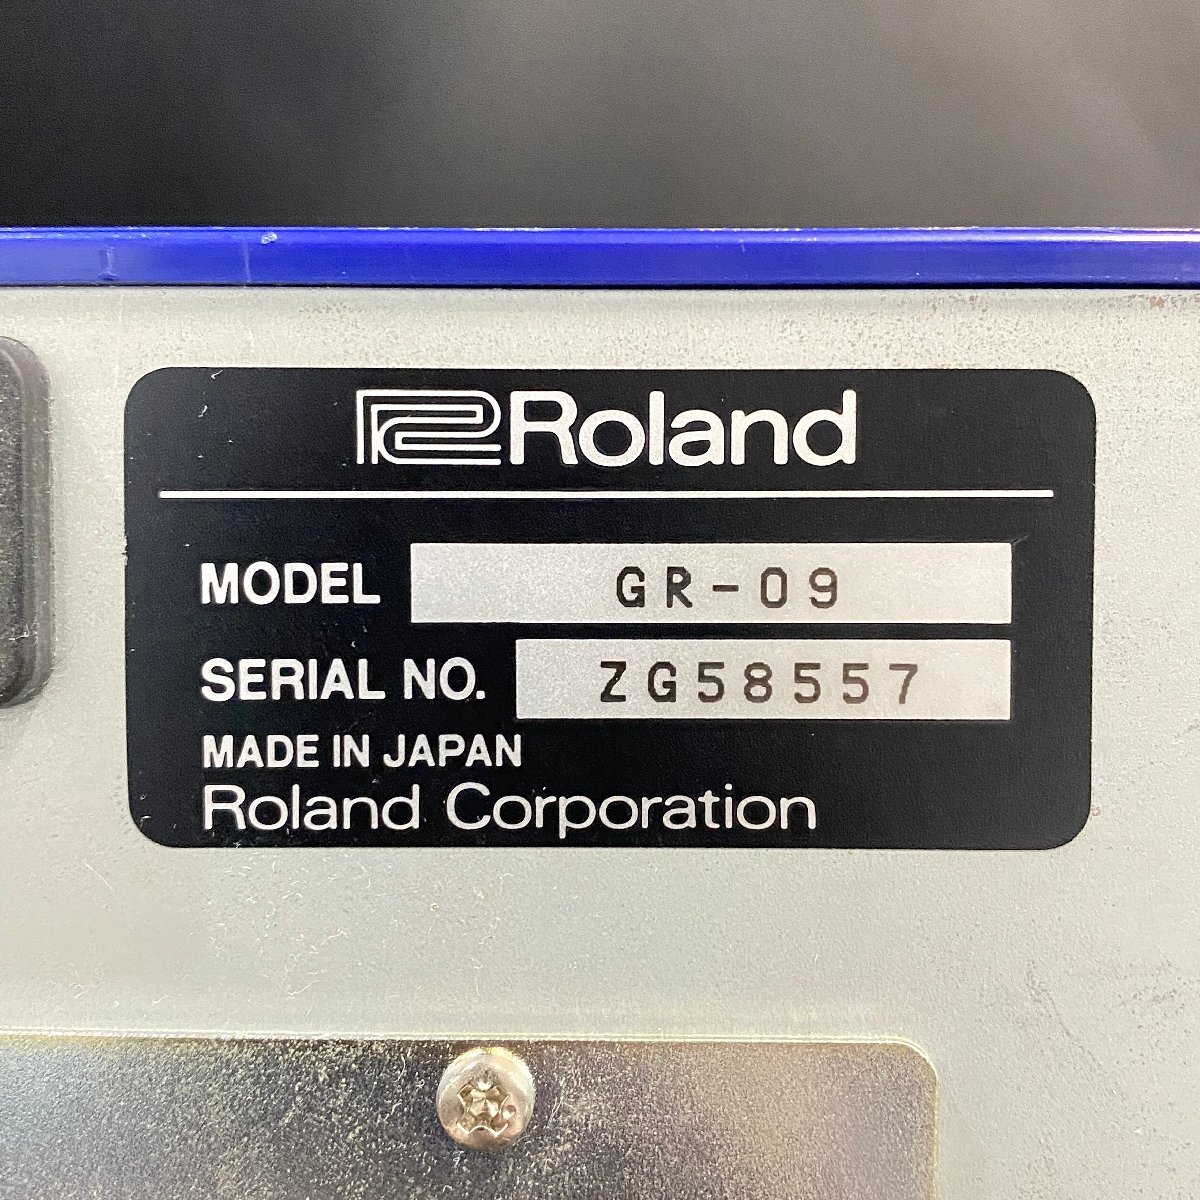 Roland
MODEL GR-09
SERIAL NO. ZG58557
MADE IN JAPAN
Roland Corporation